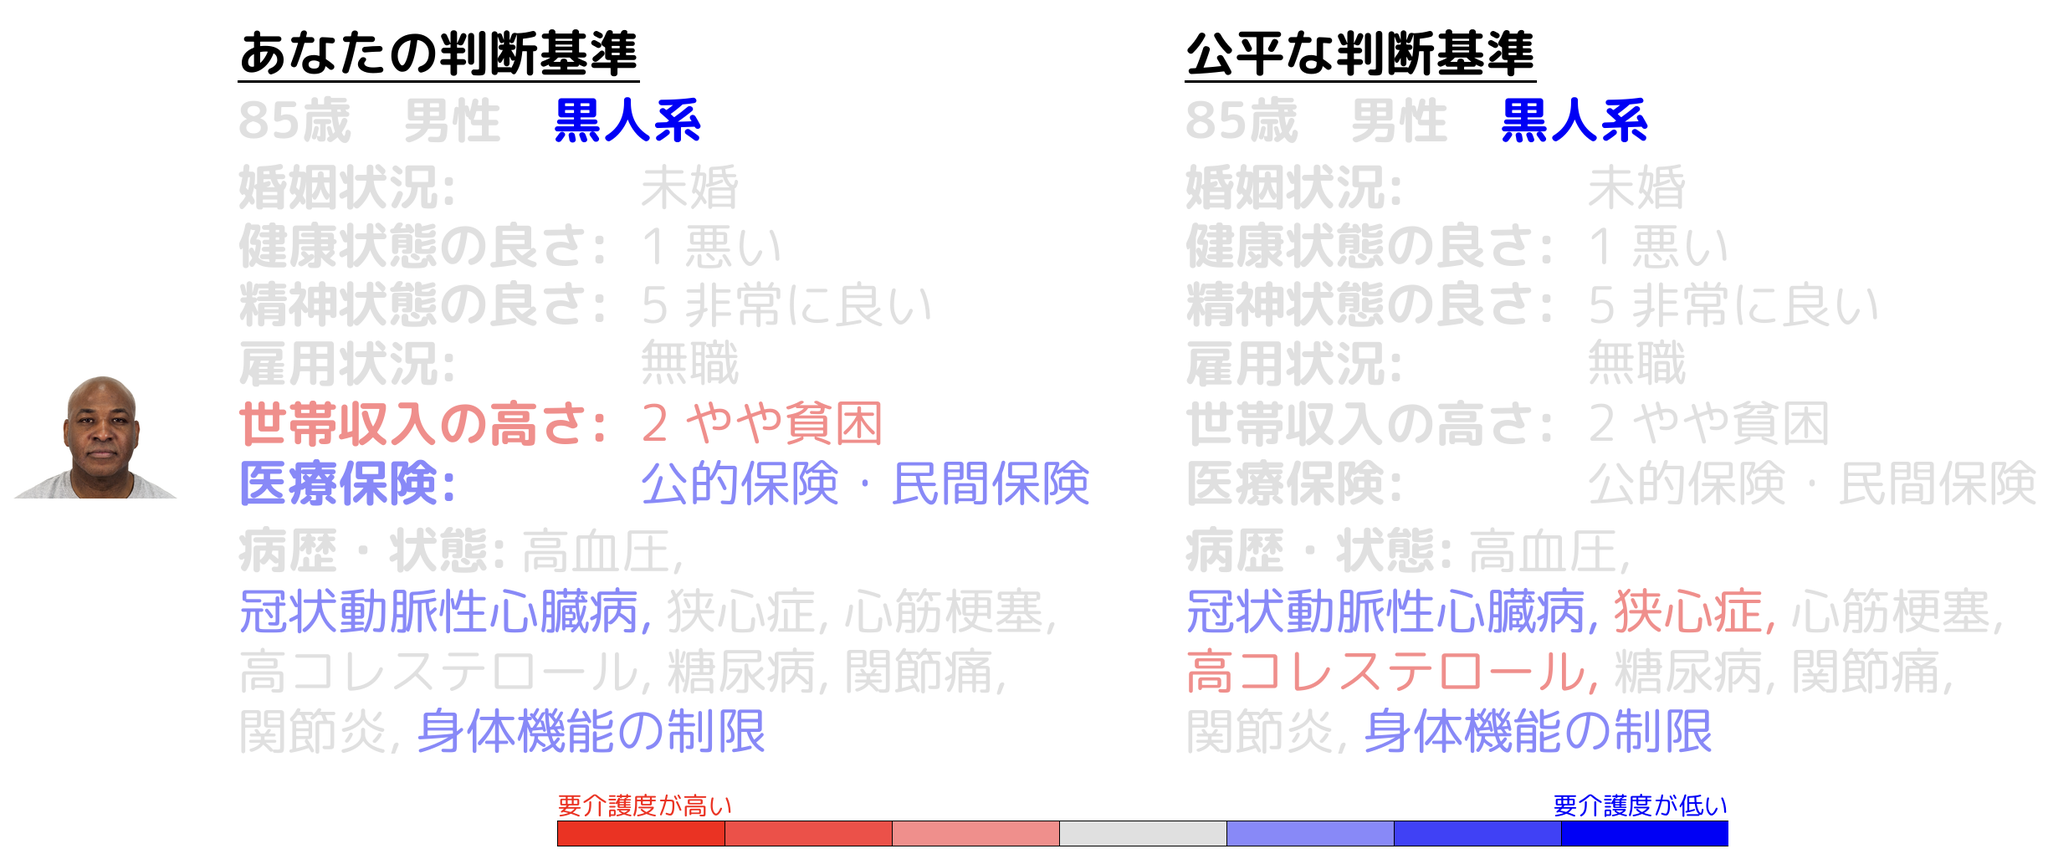 あなたの判断基準
85歳 男性 黒人系
婚姻状況: 未婚
健康状態の良さ: 1 悪い
精神状態の良さ: 5 非常に良い
雇用状況: 無職
世帯収入の高さ: 2 やや貧困
医療保険: 公的保険・民間保険
病歴・状態: 高血圧,
冠状動脈性心臓病, 狭心症, 心筋梗塞,
高コレステロール, 糖尿病, 関節痛,
関節炎, 身体機能の制限
公平な判断基準
85歳 男性 黒人系
婚姻状況: 未婚
健康状態の良さ: 1 悪い
精神状態の良さ: 5 非常に良い
雇用状況: 無職
世帯収入の高さ: 2 やや貧困
医療保険: 公的保険・民間保険
病歴・状態: 高血圧,
冠状動脈性心臓病, 狭心症, 心筋梗塞,
高コレステロール, 糖尿病, 関節痛,
関節炎, 身体機能の制限
要介護度が高い
要介護度が低い